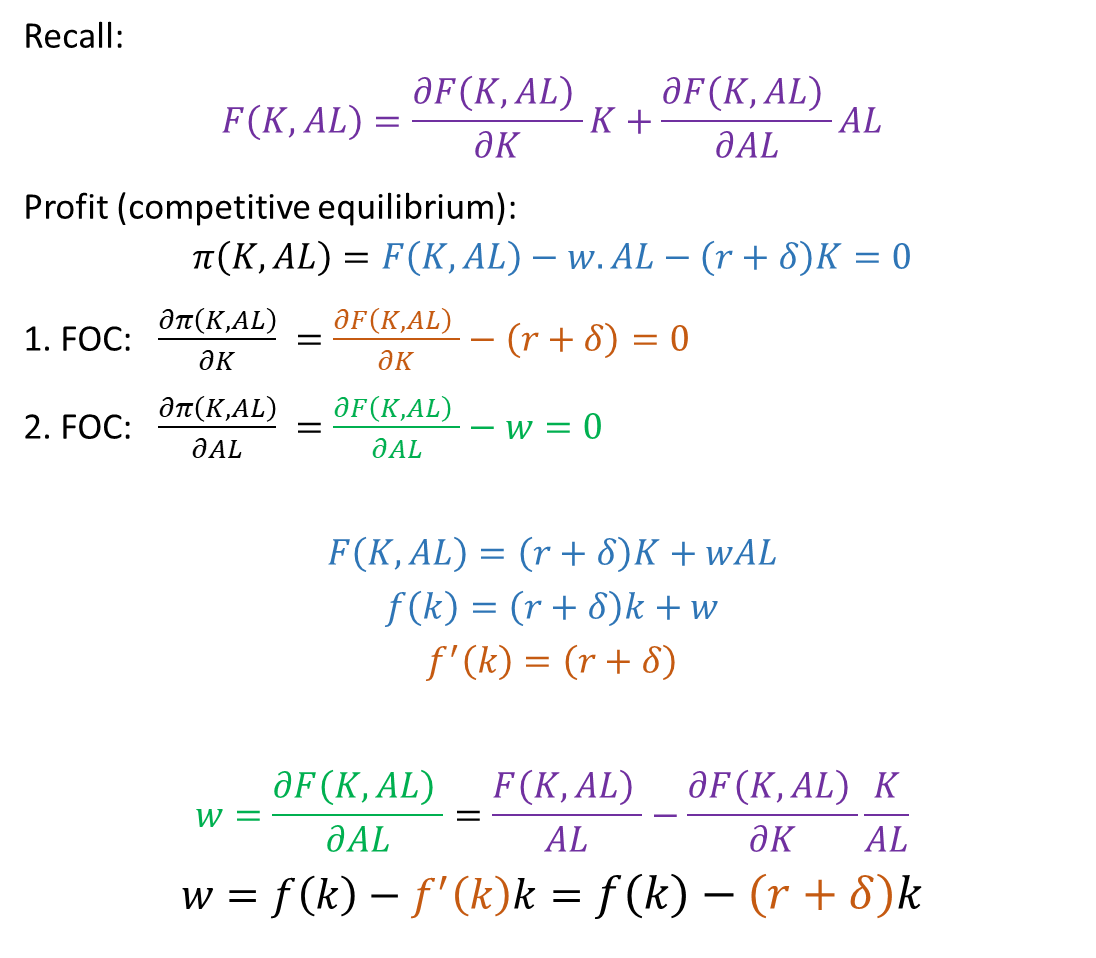 Recall:
F(K, AL) = ∂F(K, AL)/∂K K + ∂F(K, AL)/∂AL AL
Profit (competitive equilibrium):
π(K, AL) = F(K, AL) − w. AL − (r + δ)K = 0
1. FOC: ∂π(K,AL)/∂K = ∂F(K,AL)/∂K − (r + δ) = 0
2. FOC: ∂π(K,AL)/∂AL = ∂F(K,AL)/∂AL − w = 0
F(K, AL) = (r + δ)K + wAL
f(k) = (r + δ)k + w
f′(k) = (r + δ)
w = ∂F(K, AL)/∂AL = F(K, AL)/AL − ∂F(K, AL)/∂K K/AL
w = f(k) − f′(k)k = f(k) − (r + δ)k